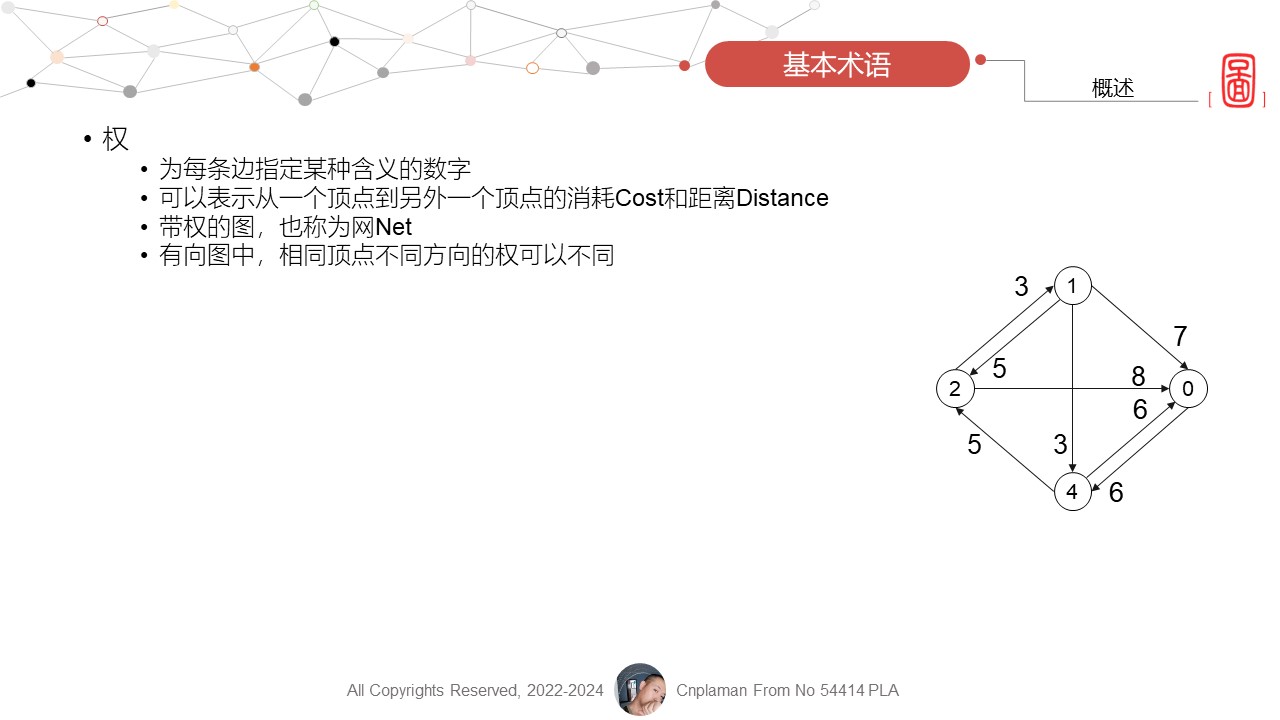 基本术语
概述
[圖]
• 权
• 为每条边指定某种含义的数字
• 可以表示从一个顶点到另外一个顶点的消耗Cost和距离Distance
• 带权的图，也称为网Net
• 有向图中，相同顶点不同方向的权可以不同
3
1
7
5
2
8
0
6
5
3
4
6
All Copyrights Reserved, 2022-2024
Cnplaman From No 54414 PLA